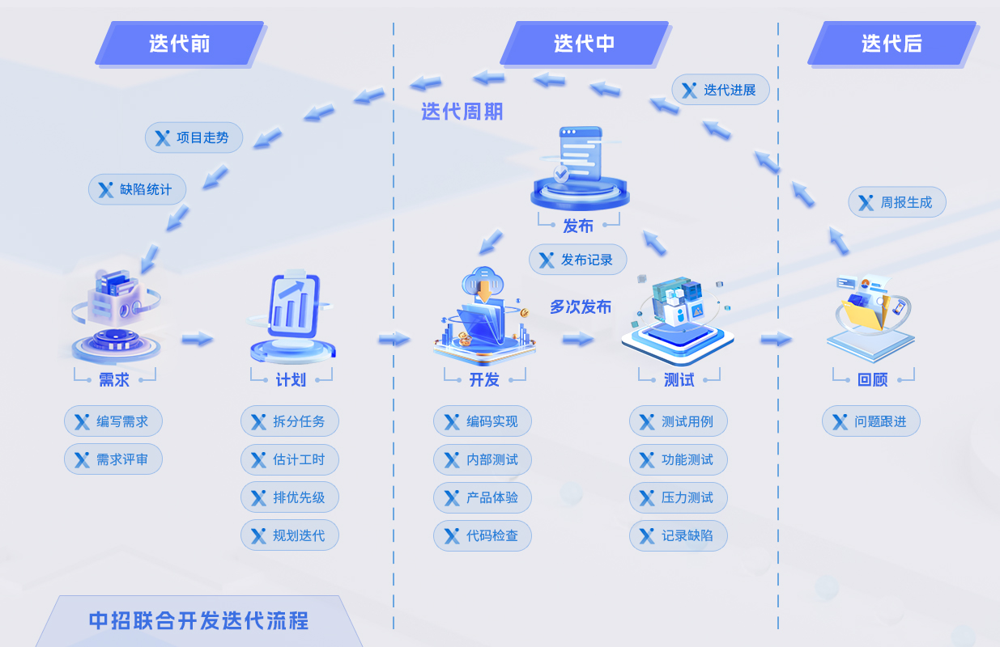 迭代前
迭代中
迭代后
迭代进展
迭代周期
项目走势
缺陷统计
周报生成
发布
发布记录
多次发布
需求
计划
开发
测试
回顾
编写需求
拆分任务
编码实现
测试用例
问题跟进
需求评审
估计工时
内部测试
功能测试
排优先级
产品体验
压力测试
规划迭代
代码检查
记录缺陷
中招联合开发迭代流程